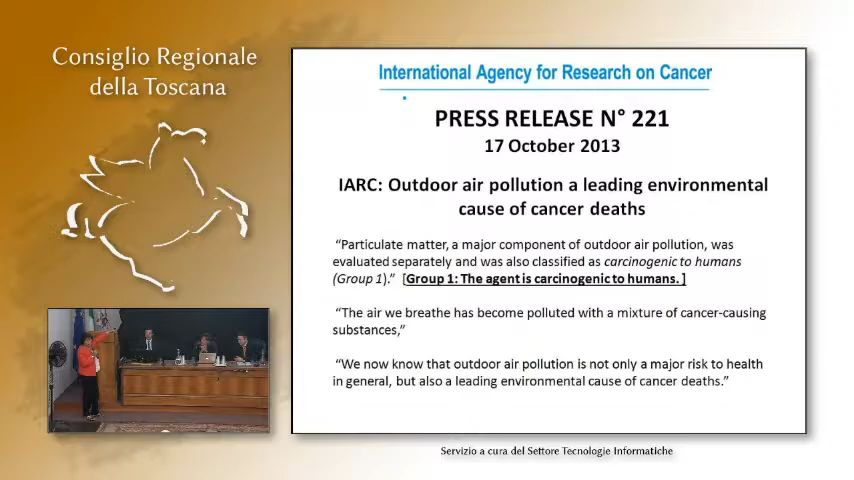 Consiglio Regionale
della Toscana
International Agency for Research on Cancer
PRESS RELEASE N° 221
17 October 2013
IARC: Outdoor air pollution a leading environmental
cause of cancer deaths
“Particulate matter, a major component of outdoor air pollution, was
evaluated separately and was also classified as carcinogenic to humans
(Group 1).” [Group 1: The agent is carcinogenic to humans. ]
“The air we breathe has become polluted with a mixture of cancer-causing
substances,”
“We now know that outdoor air pollution is not only a major risk to health
in general, but also a leading environmental cause of cancer deaths.”
Servizio a cura del Settore Tecnologie Informatiche